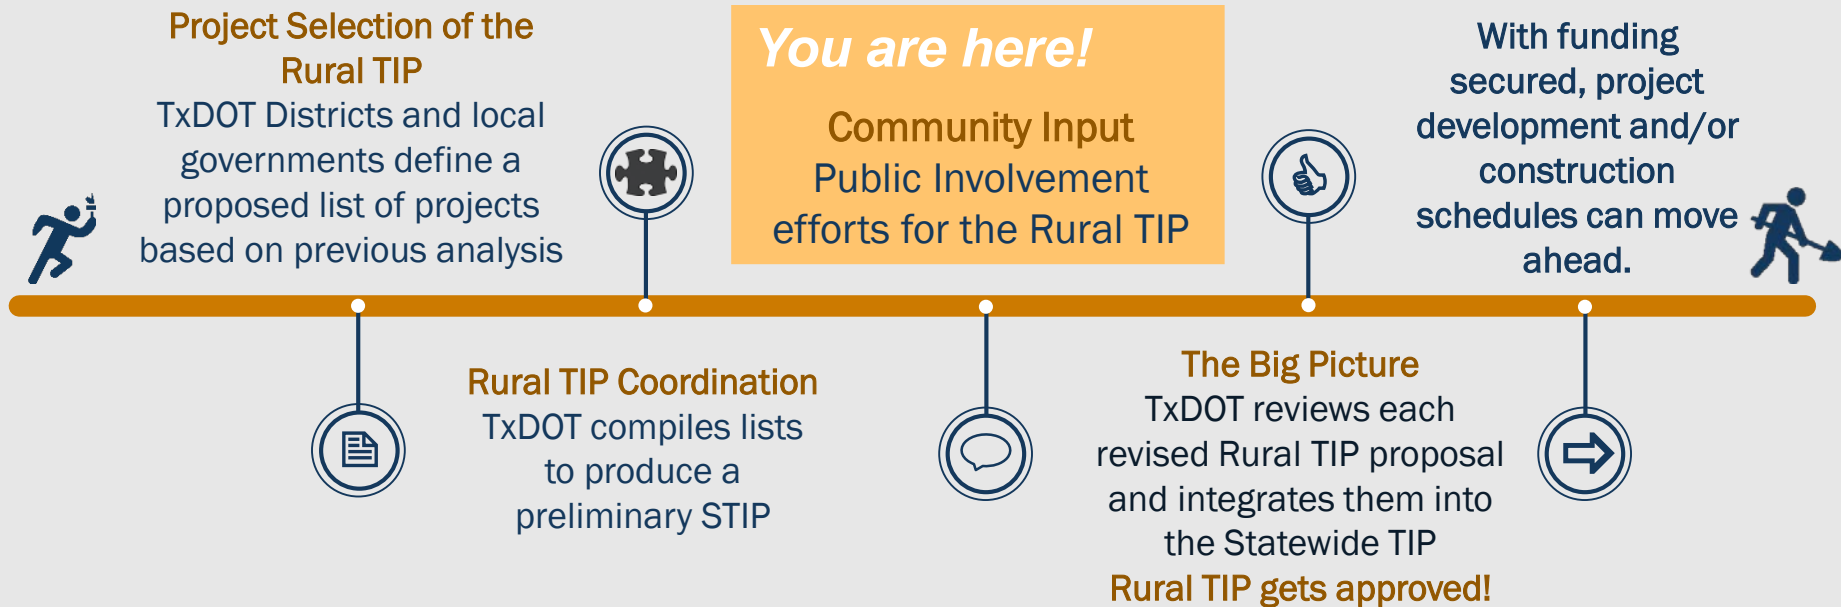 Project Selection of the
Rural TIP
TxDOT Districts and local
governments define a
proposed list of projects
based on previous analysis
Rural TIP Coordination
TxDOT compiles lists
to produce a
preliminary STIP
You are here!
Community Input
Public Involvement
efforts for the Rural TIP
The Big Picture
TxDOT reviews each
revised Rural TIP proposal
and integrates them into
the Statewide TIP
Rural TIP gets approved!
With funding
secured, project
development and/or
construction
schedules can move
ahead.